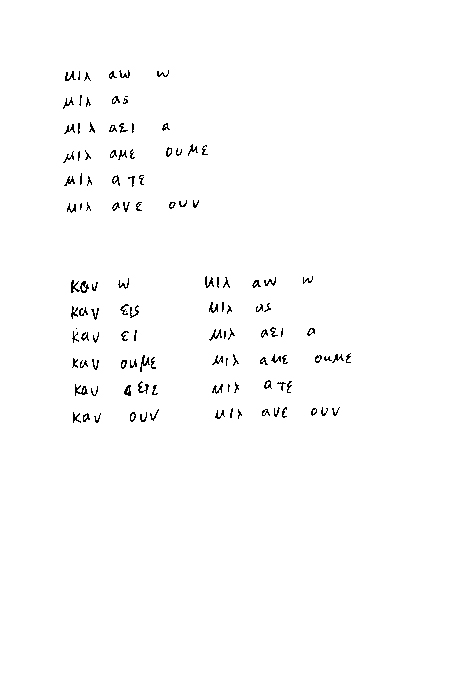 μιλ αω ω
μιλ ας
μιλ αει α
μιλ αμε ουμε
μιλ ατε
μιλ ανε ουν
καν ω μιλ αω ω
καν εις μιλ ας
καν ει μιλ αει α
καν ουμε μιλ αμε ουμε
καν ετε μιλ ατε
καν ουν μιλ ανε ουν